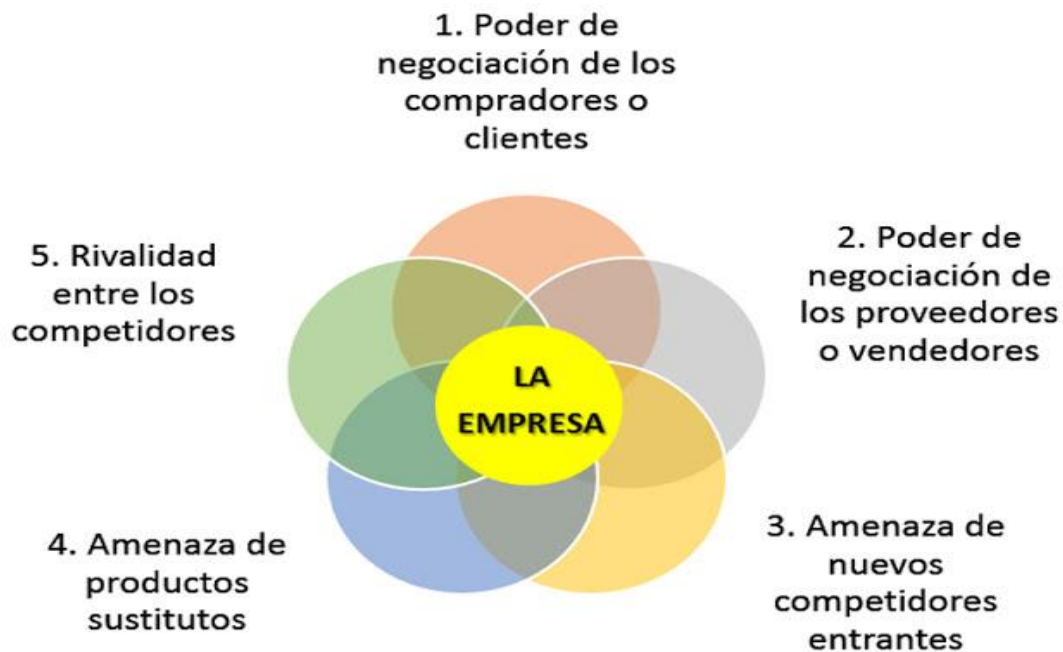 1. Poder de
negociación de los
compradores o
clientes
2. Poder de
negociación de
los proveedores
o vendedores
3. Amenaza de
nuevos
competidores
entrantes
4. Amenaza de
productos
sustitutos
5. Rivalidad
entre los
competidores
LA
EMPRESA